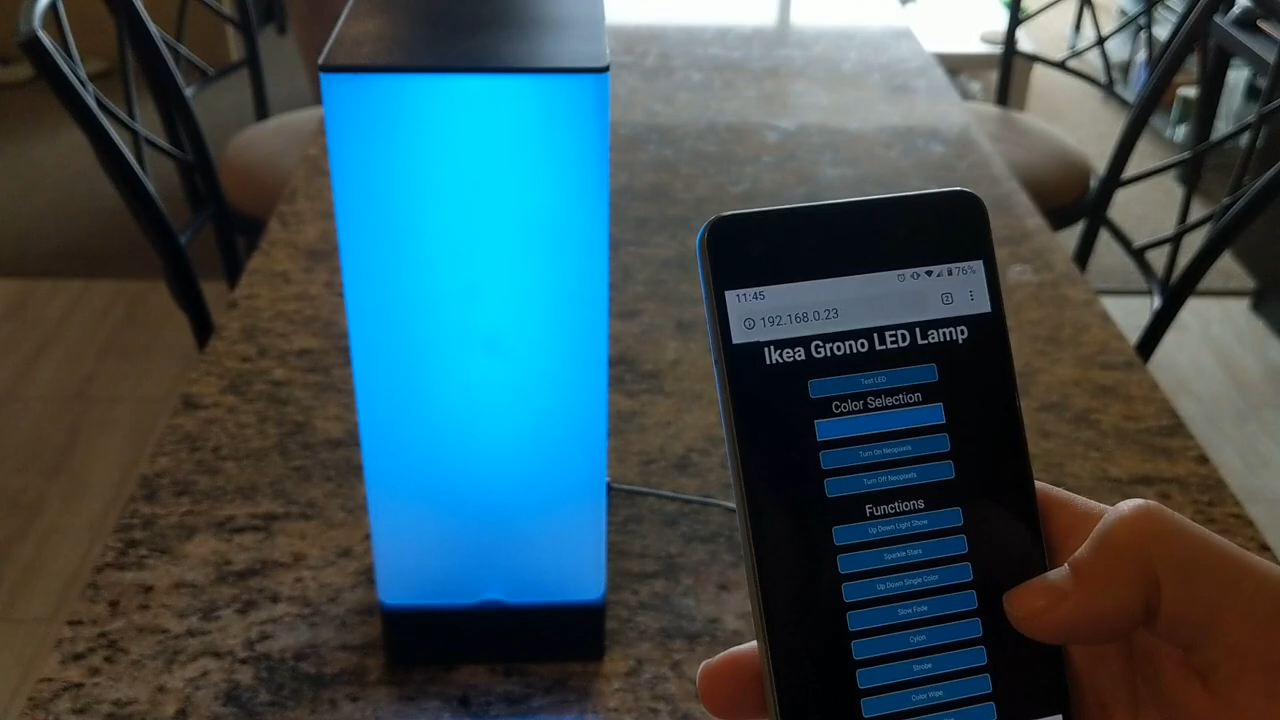 11:45 76%
192.168.0.23 2
Ikea Grono LED Lamp
Test LED
Color Selection
Turn On Neopixels
Turn Off Neopixels
Functions
Up Down Light Show
Sparkle Stars
Up Down Single Color
Slow Fade
Cylon
Strobe
Color Wipe